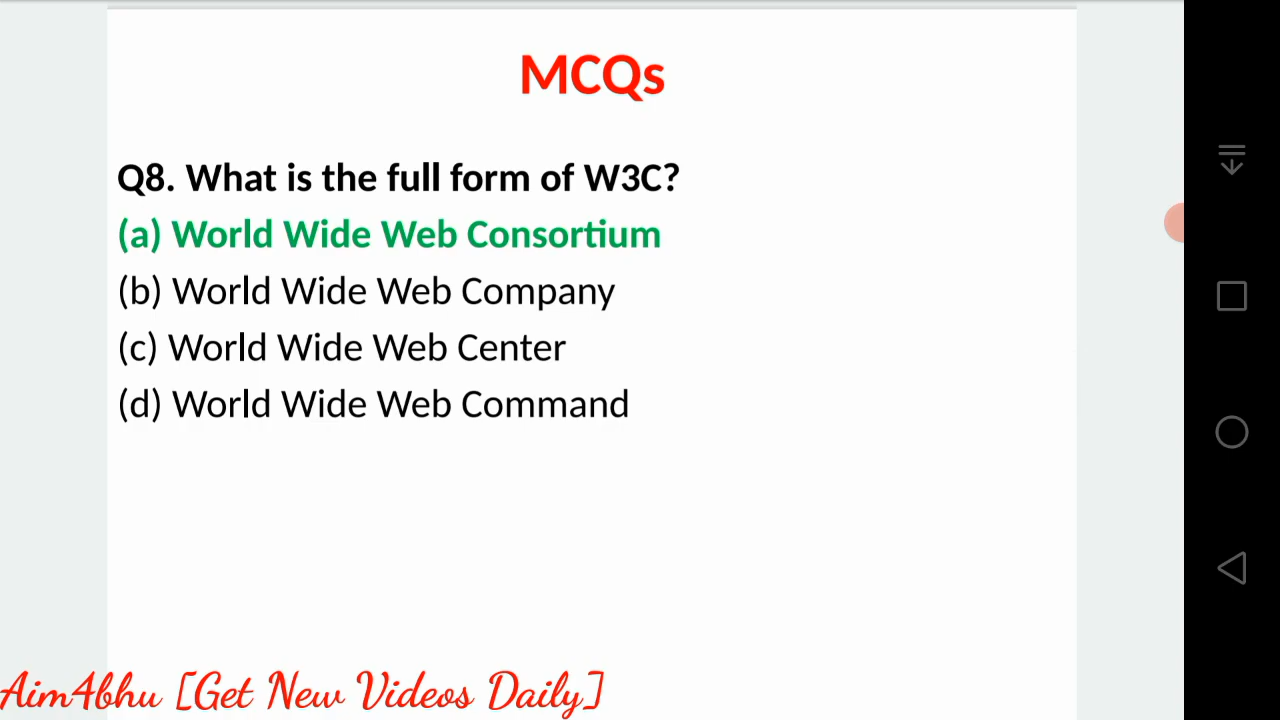 MCQs
Q8. What is the full form of W3C?
(a) World Wide Web Consortium
(b) World Wide Web Company
(c) World Wide Web Center
(d) World Wide Web Command
Aim4bhu [Get New Videos Daily]